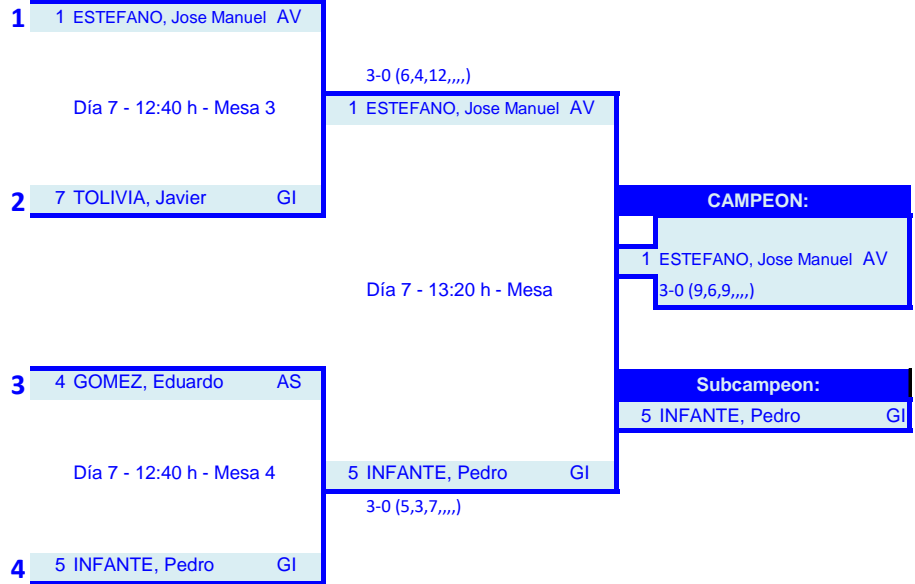 1 1 ESTEFANO, Jose Manuel AV
3-0 (6,4,12,,,,)
Día 7 - 12:40 h - Mesa 3
1 ESTEFANO, Jose Manuel AV
2 7 TOLIVIA, Javier GI
CAMPEON:
1 ESTEFANO, Jose Manuel AV
Día 7 - 13:20 h - Mesa
3-0 (9,6,9,,,,)
3 4 GOMEZ, Eduardo AS
Subcampeon:
5 INFANTE, Pedro GI
Día 7 - 12:40 h - Mesa 4
5 INFANTE, Pedro GI
3-0 (5,3,7,,,,)
4 5 INFANTE, Pedro GI